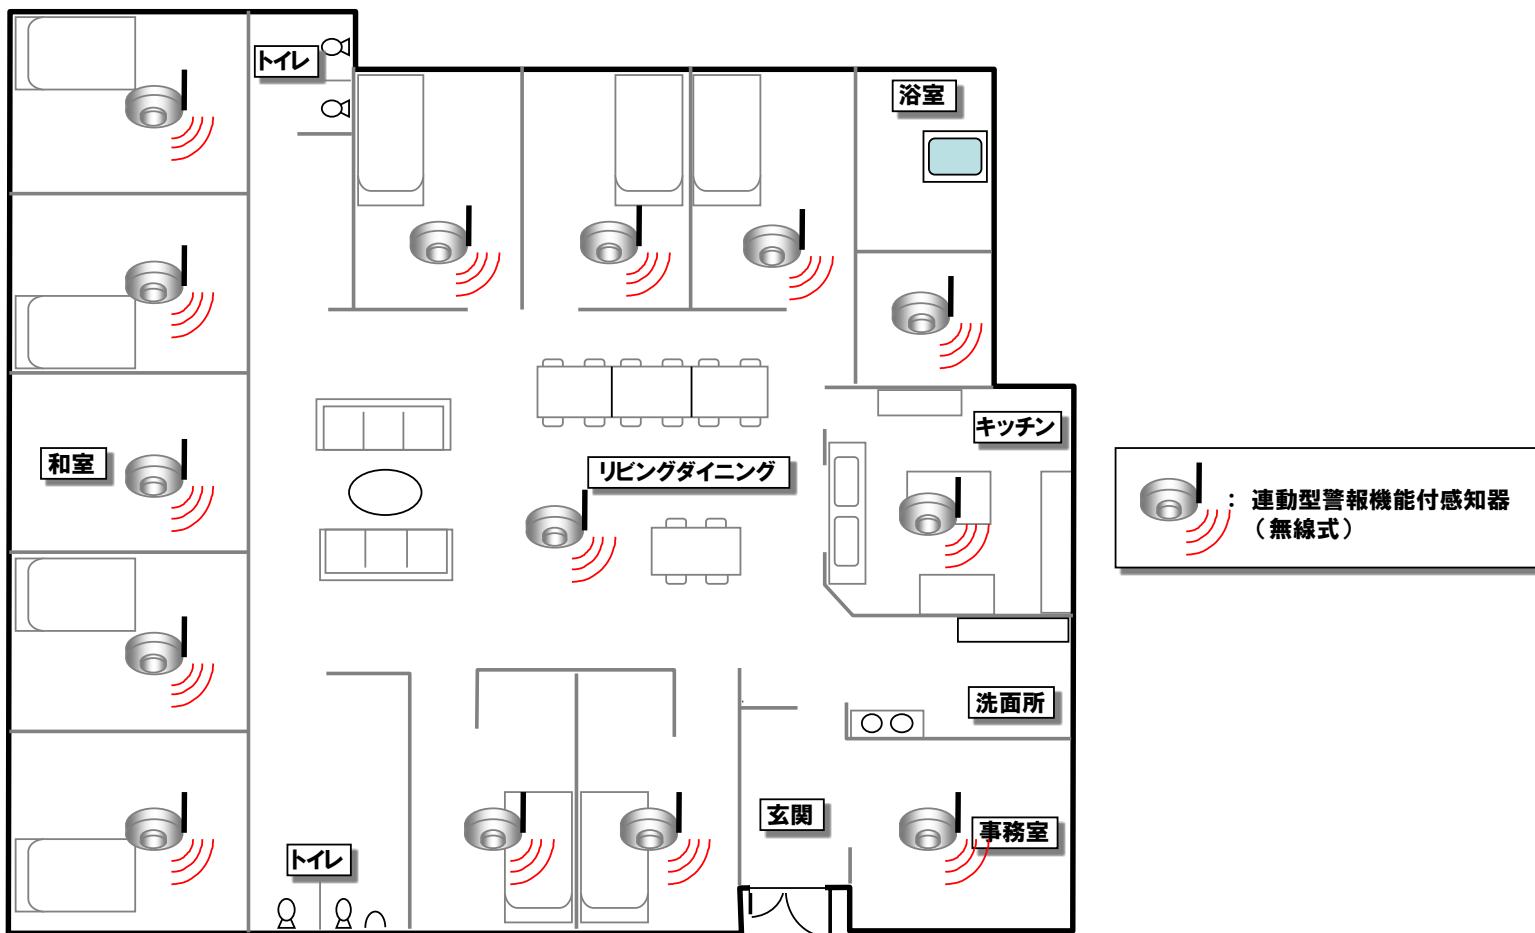 トイレ
浴室
キッチン
和室
リビングダイニング
： 連動型警報機能付感知器
（無線式）
洗面所
玄関
事務室
トイレ